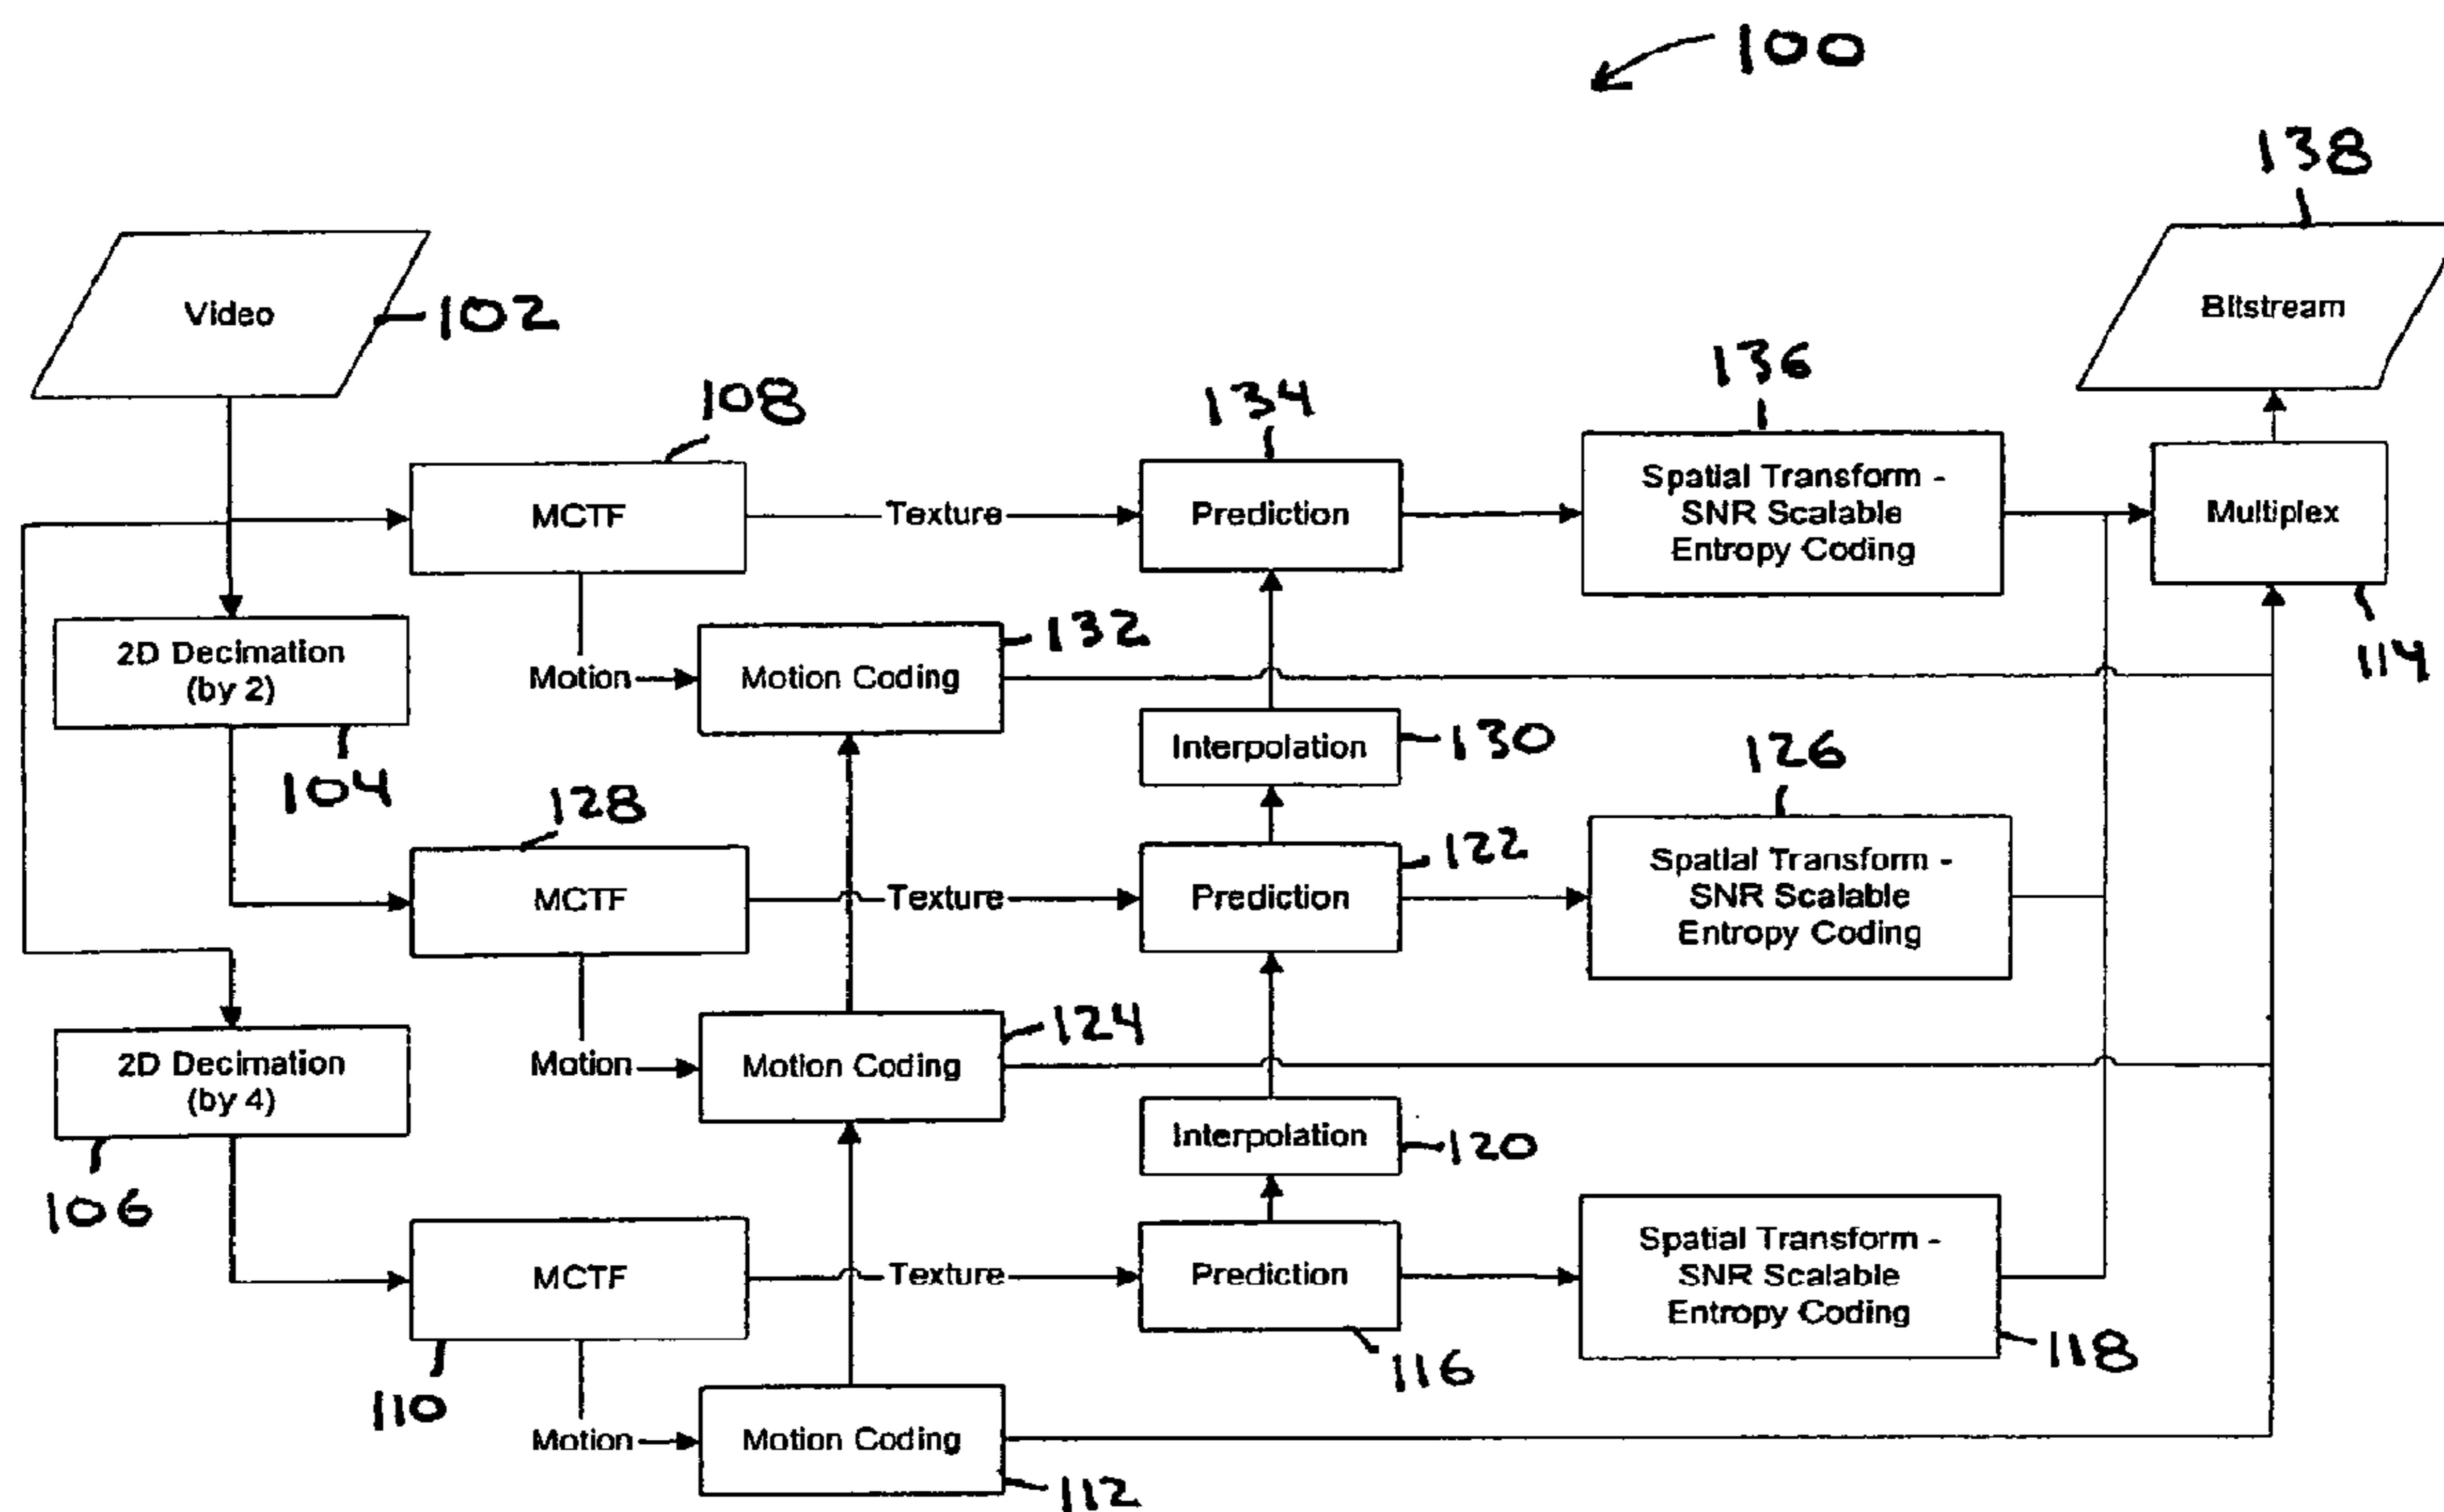 100
138
Video
102
Bitstream
136
108
134
MCTF
Texture
Prediction
Spatial Transform -
SNR Scalable
Entropy Coding
Multiplex
114
2D Decimation
(by 2)
104
132
Motion
Motion Coding
Interpolation
130
126
128
122
MCTF
Texture
Prediction
Spatial Transform -
SNR Scalable
Entropy Coding
124
2D Decimation
(by 4)
106
Motion
Motion Coding
Interpolation
120
MCTF
Texture
Prediction
Spatial Transform -
SNR Scalable
Entropy Coding
110
116
118
Motion
Motion Coding
112